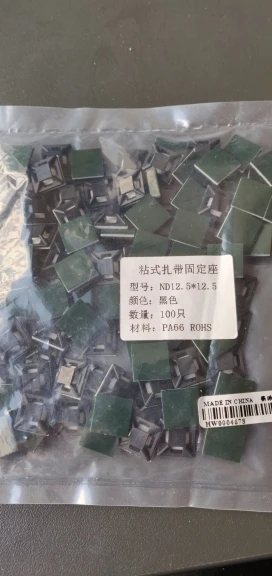 粘式扎带固定座
型号：ND12.5*12.5
颜色：黑色
数量：100只
材料：PA66 ROHS
MADE IN CHINA
HW0004678